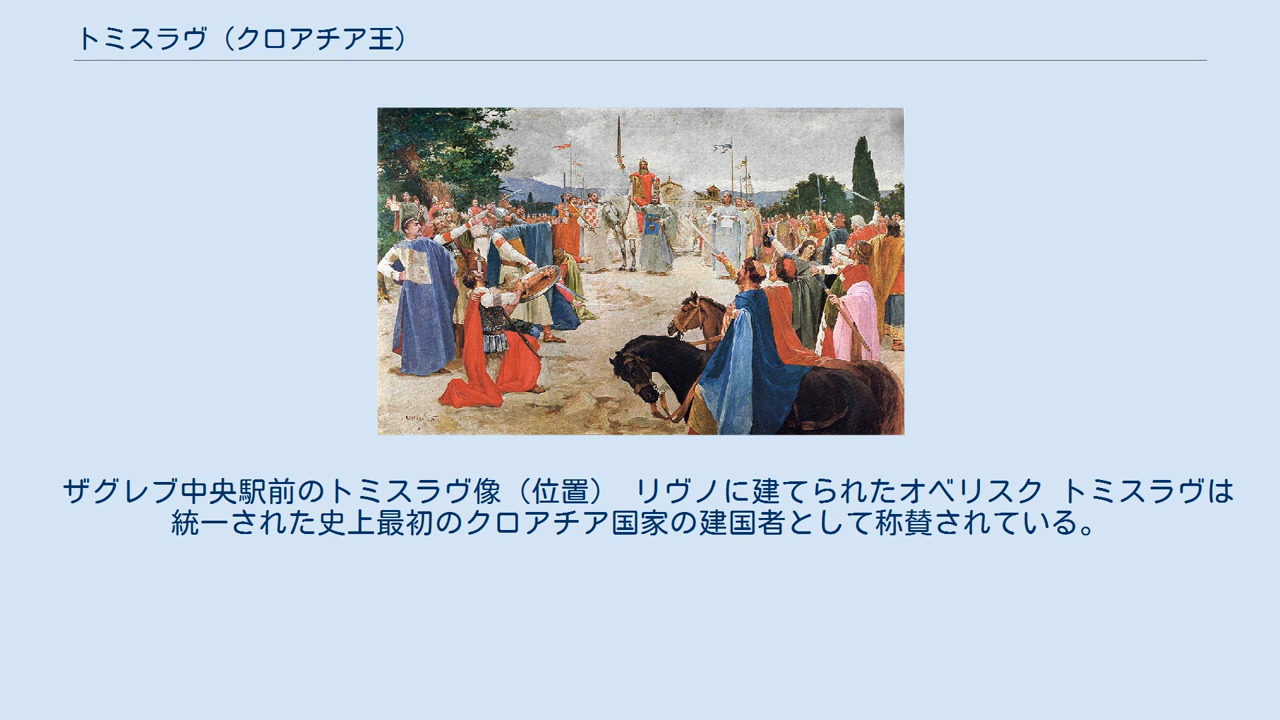 トミスラヴ（クロアチア王）
ザグレブ中央駅前のトミスラヴ像（位置） リヴノに建てられたオベリスク トミスラヴは
統一された史上最初のクロアチア国家の建国者として称賛されている。